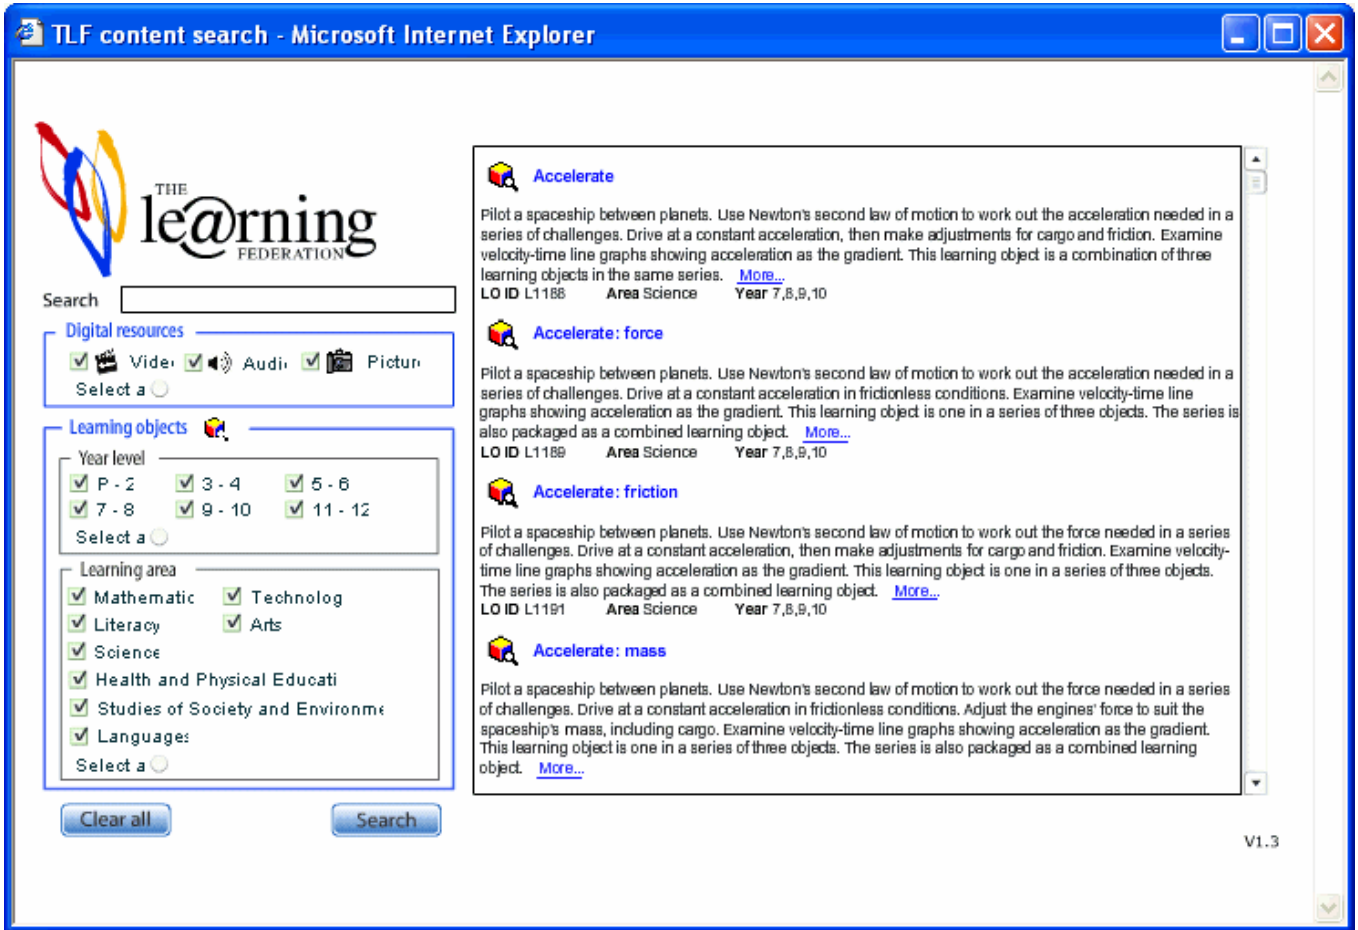 TLF content search - Microsoft Internet Explorer
THE
le@rning
FEDERATION
Search
Digital resources
Vide Audi Pictur
Select a
Learning objects
Year level
P - 2 3 - 4 5 - 6
7 - 8 9 - 10 11 - 12
Select a
Learning area
Mathematic Technolog
Literacy Arts
Science
Health and Physical Educati
Studies of Society and Environme
Languages
Select a
Clear all Search
Accelerate
Pilot a spaceship between planets. Use Newton's second law of motion to work out the acceleration needed in a
series of challenges. Drive at a constant acceleration, then make adjustments for cargo and friction. Examine
velocity-time line graphs showing acceleration as the gradient. This learning object is a combination of three
learning objects in the same series. More...
LO ID L1188 Area Science Year 7,8,9,10
Accelerate: force
Pilot a spaceship between planets. Use Newton's second law of motion to work out the acceleration needed in a
series of challenges. Drive at a constant acceleration in frictionless conditions. Examine velocity-time line
graphs showing acceleration as the gradient. This learning object is one in a series of three objects. The series is
also packaged as a combined learning object. More...
LO ID L1189 Area Science Year 7,8,9,10
Accelerate: friction
Pilot a spaceship between planets. Use Newton's second law of motion to work out the force needed in a series
of challenges. Drive at a constant acceleration, then make adjustments for cargo and friction. Examine velocity-
time line graphs showing acceleration as the gradient. This learning object is one in a series of three objects.
The series is also packaged as a combined learning object. More...
LO ID L1191 Area Science Year 7,8,9,10
Accelerate: mass
Pilot a spaceship between planets. Use Newton's second law of motion to work out the force needed in a series
of challenges. Drive at a constant acceleration in frictionless conditions. Adjust the engines' force to suit the
spaceship's mass, including cargo. Examine velocity-time line graphs showing acceleration as the gradient.
This learning object is one in a series of three objects. The series is also packaged as a combined learning
object. More...
V1.3